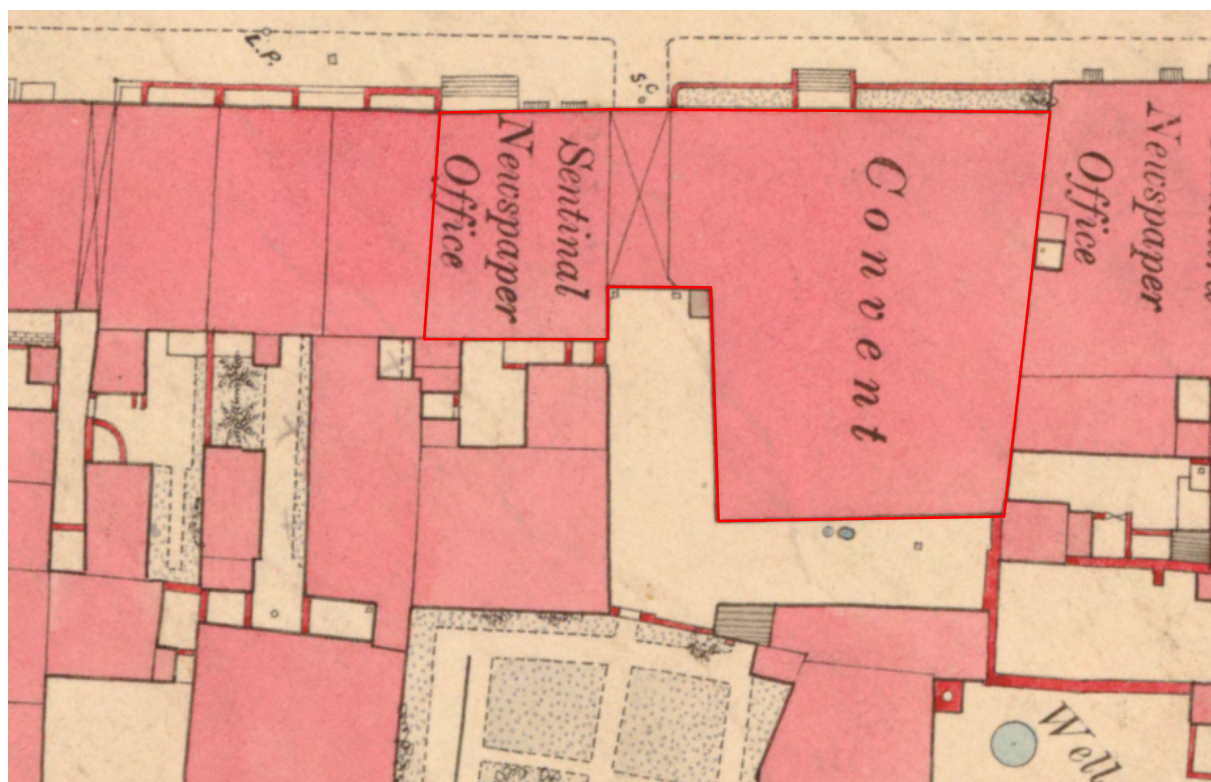 L.P.
S.C.
Sentinal
Newspaper
Office
Convent
Newspaper
Office
Well